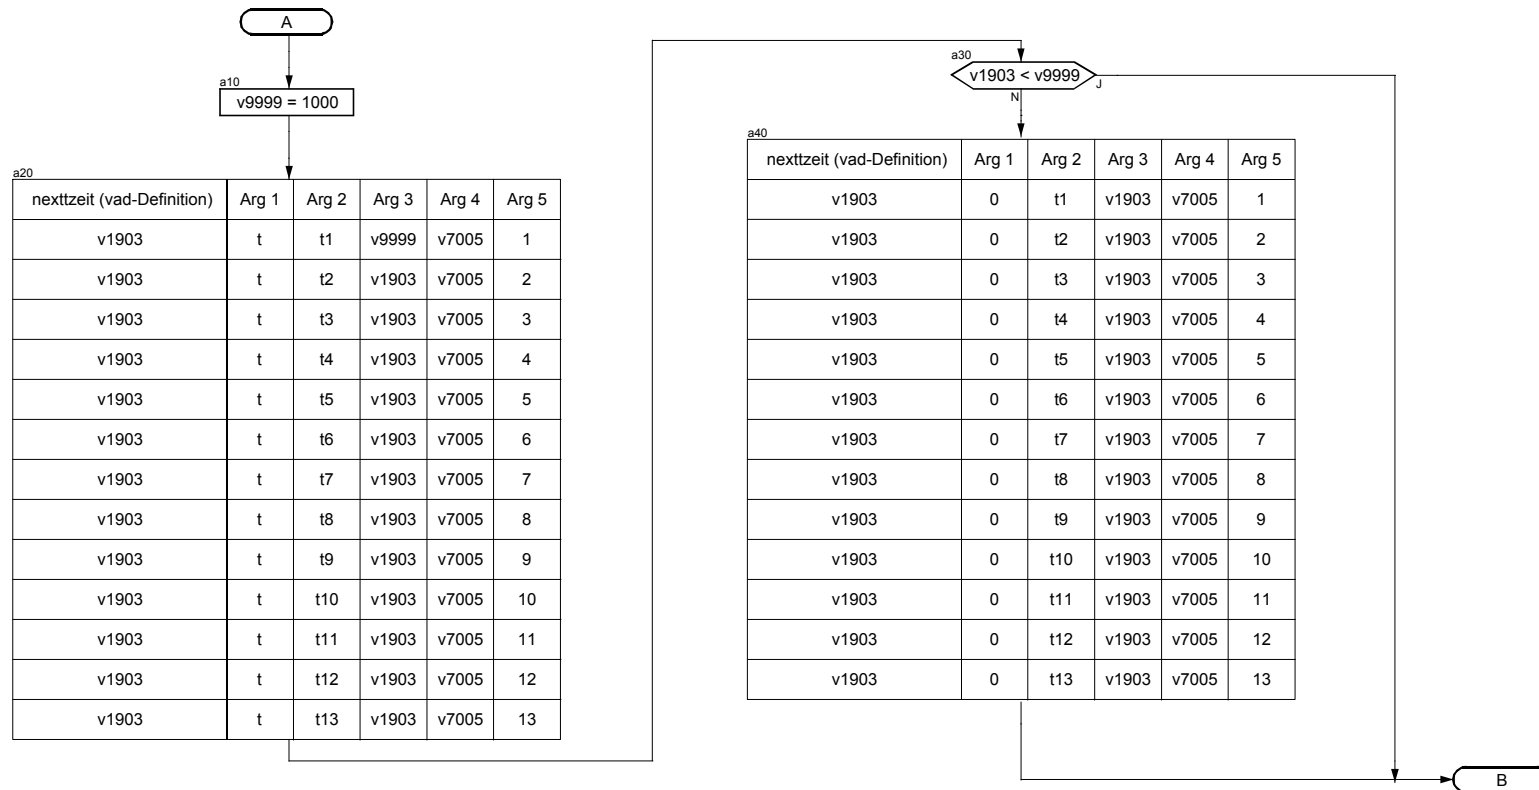 A
a10
v9999 = 1000
a20
nexttzeit (vad-Definition) Arg 1 Arg 2 Arg 3 Arg 4 Arg 5
v1903 t t1 v9999 v7005 1
v1903 t t2 v1903 v7005 2
v1903 t t3 v1903 v7005 3
v1903 t t4 v1903 v7005 4
v1903 t t5 v1903 v7005 5
v1903 t t6 v1903 v7005 6
v1903 t t7 v1903 v7005 7
v1903 t t8 v1903 v7005 8
v1903 t t9 v1903 v7005 9
v1903 t t10 v1903 v7005 10
v1903 t t11 v1903 v7005 11
v1903 t t12 v1903 v7005 12
v1903 t t13 v1903 v7005 13
a30
v1903 < v9999
J
N
a40
nexttzeit (vad-Definition) Arg 1 Arg 2 Arg 3 Arg 4 Arg 5
v1903 0 t1 v1903 v7005 1
v1903 0 t2 v1903 v7005 2
v1903 0 t3 v1903 v7005 3
v1903 0 t4 v1903 v7005 4
v1903 0 t5 v1903 v7005 5
v1903 0 t6 v1903 v7005 6
v1903 0 t7 v1903 v7005 7
v1903 0 t8 v1903 v7005 8
v1903 0 t9 v1903 v7005 9
v1903 0 t10 v1903 v7005 10
v1903 0 t11 v1903 v7005 11
v1903 0 t12 v1903 v7005 12
v1903 0 t13 v1903 v7005 13
B